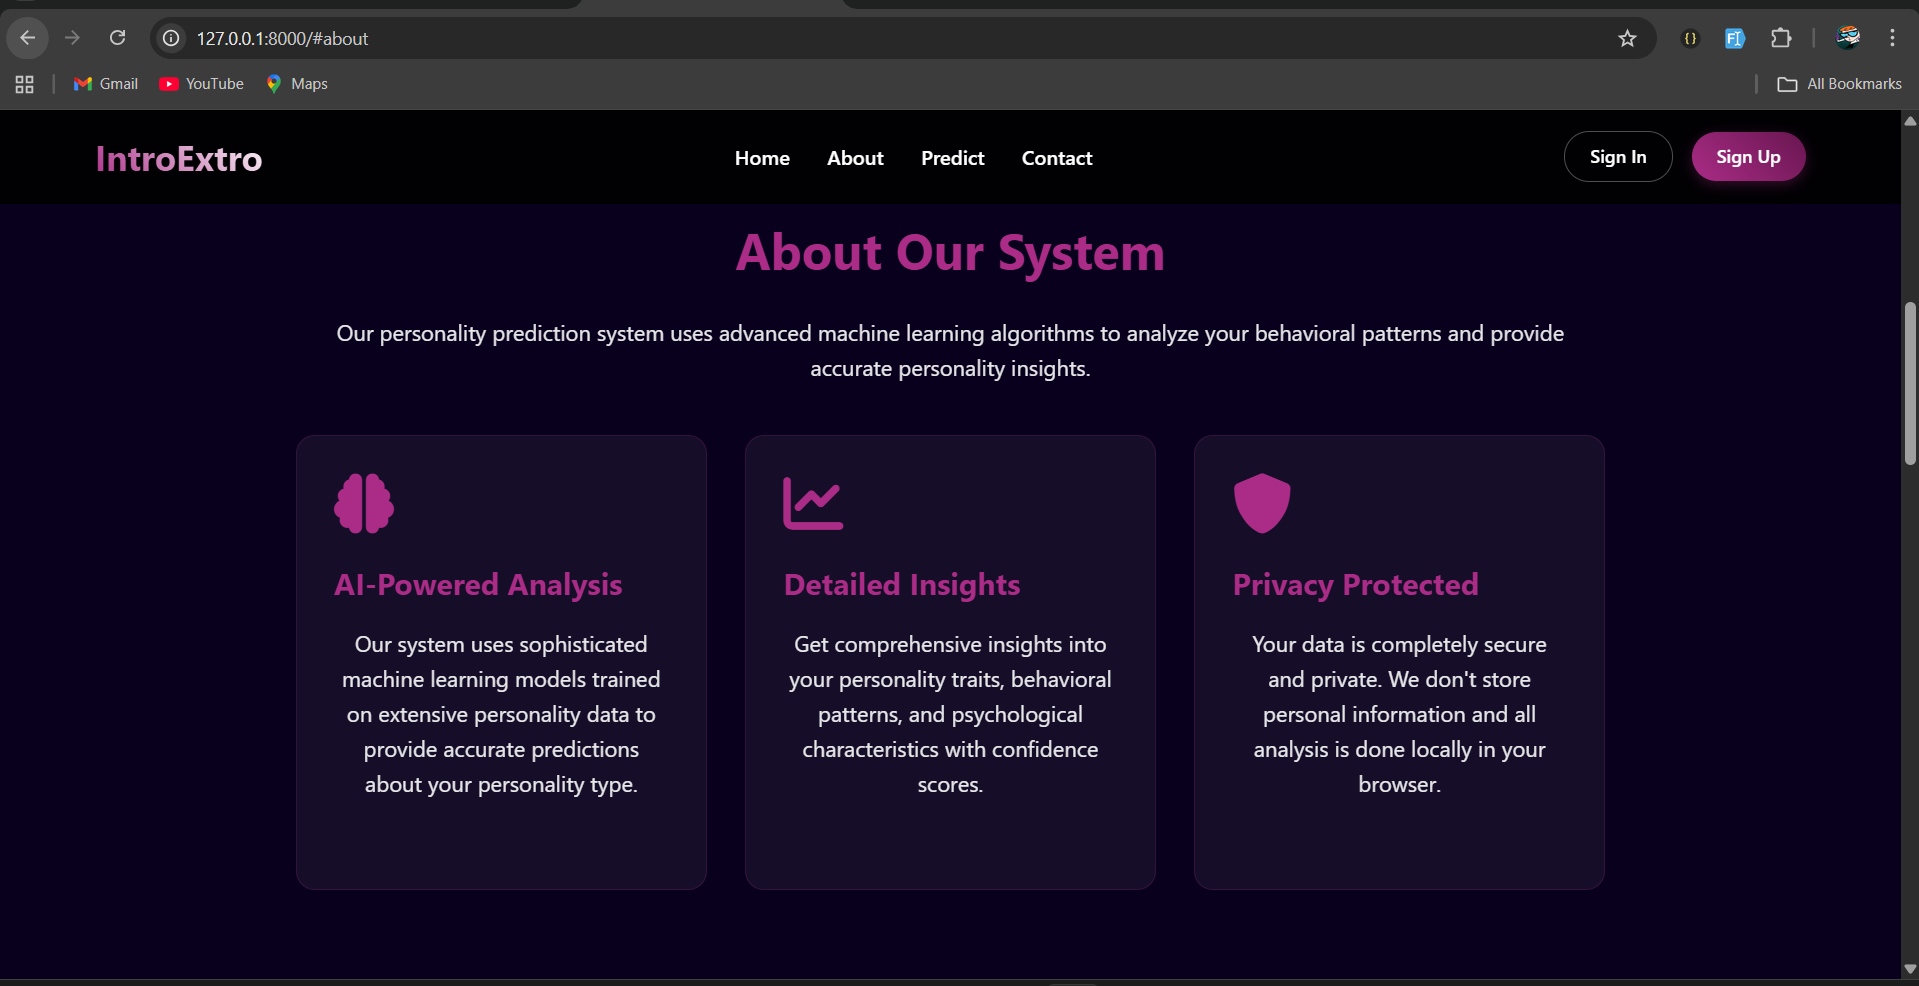 127.0.0.1:8000/#about
Gmail YouTube Maps All Bookmarks
IntroExtro Home About Predict Contact Sign In Sign Up
About Our System
Our personality prediction system uses advanced machine learning algorithms to analyze your behavioral patterns and provide
accurate personality insights.
AI-Powered Analysis
Our system uses sophisticated
machine learning models trained
on extensive personality data to
provide accurate predictions
about your personality type.
Detailed Insights
Get comprehensive insights into
your personality traits, behavioral
patterns, and psychological
characteristics with confidence
scores.
Privacy Protected
Your data is completely secure
and private. We don't store
personal information and all
analysis is done locally in your
browser.